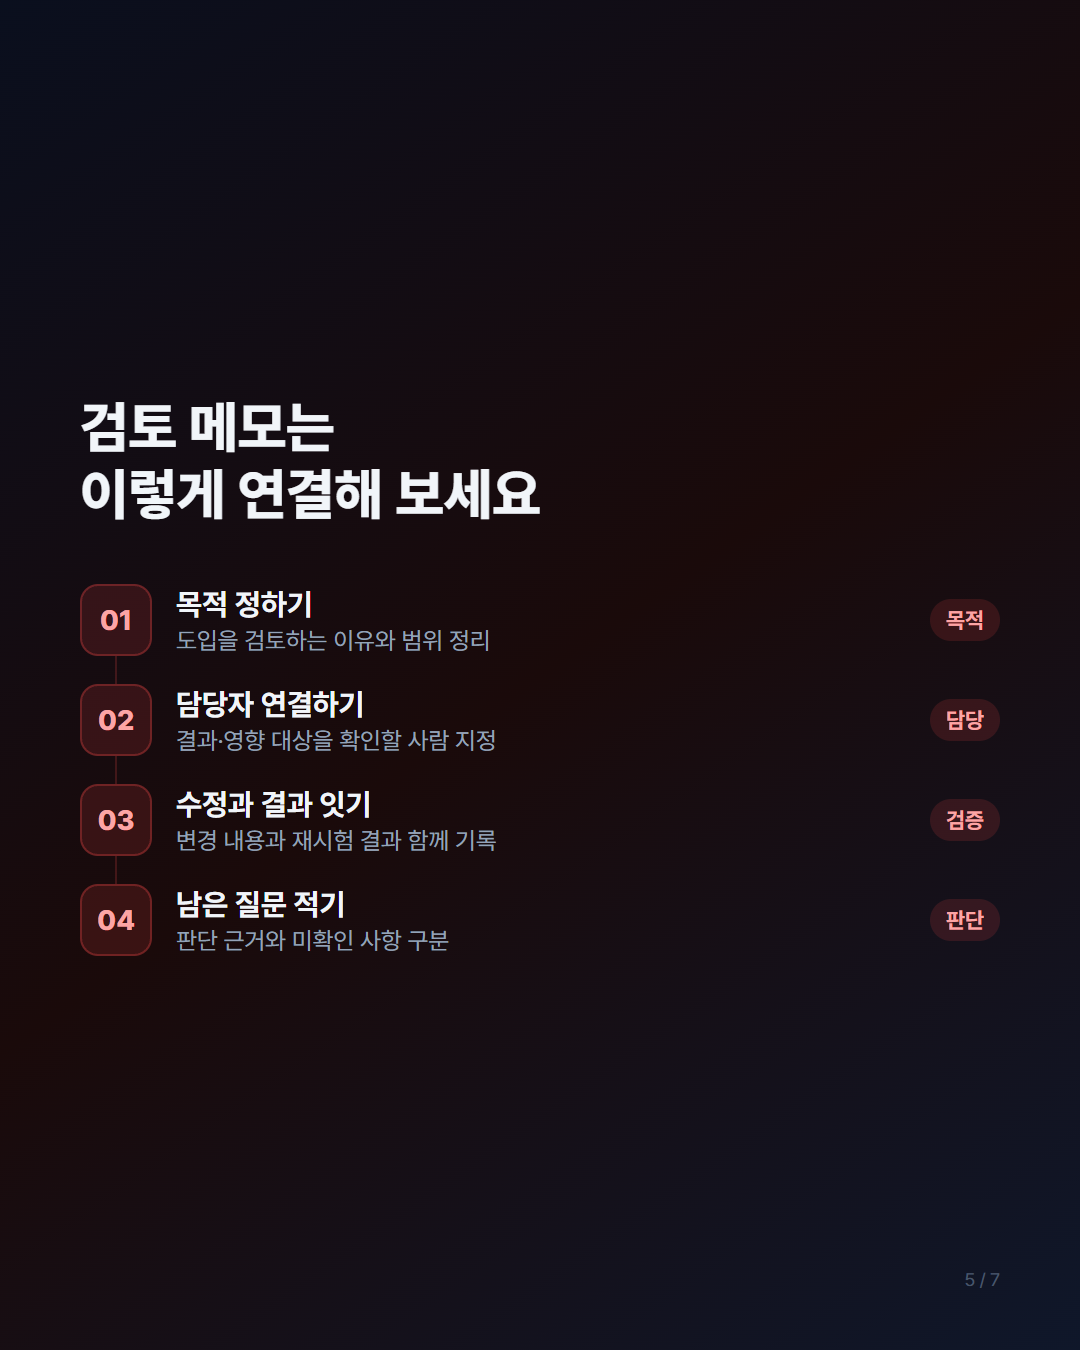 검토 메모는
이렇게 연결해 보세요
01
목적 정하기
도입을 검토하는 이유와 범위 정리
목적
02
담당자 연결하기
결과·영향 대상을 확인할 사람 지정
담당
03
수정과 결과 잇기
변경 내용과 재시험 결과 함께 기록
검증
04
남은 질문 적기
판단 근거와 미확인 사항 구분
판단
5 / 7